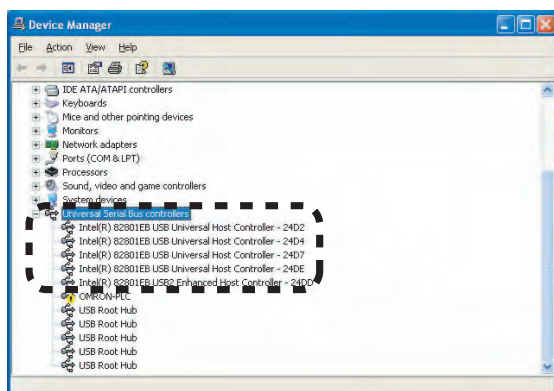 Device Manager
File Action View Help
IDE ATA/ATAPI controllers
Keyboards
Mice and other pointing devices
Monitors
Network adapters
Ports (COM & LPT)
Processors
Sound, video and game controllers
System devices
Universal Serial Bus controllers
Intel(R) 82801EB USB Universal Host Controller - 24D2
Intel(R) 82801EB USB Universal Host Controller - 24D4
Intel(R) 82801EB USB Universal Host Controller - 24D7
Intel(R) 82801EB USB Universal Host Controller - 24DE
Intel(R) 82801EB USB2 Enhanced Host Controller - 24DD
OMRON-PLC
USB Root Hub
USB Root Hub
USB Root Hub
USB Root Hub
USB Root Hub